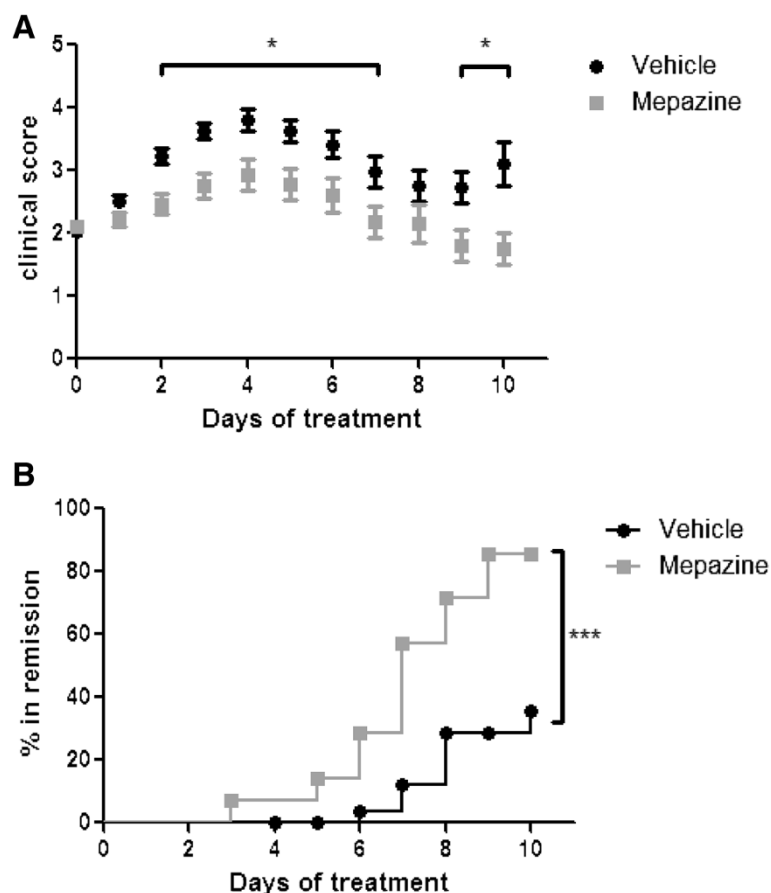 A
* *
5
4
3
2
1
0
clinical score
0 2 4 6 8 10
Days of treatment
Vehicle
Mepazine
B
100
80
60
40
20
0
% in remission
0 2 4 6 8 10
Days of treatment
Vehicle
Mepazine
***